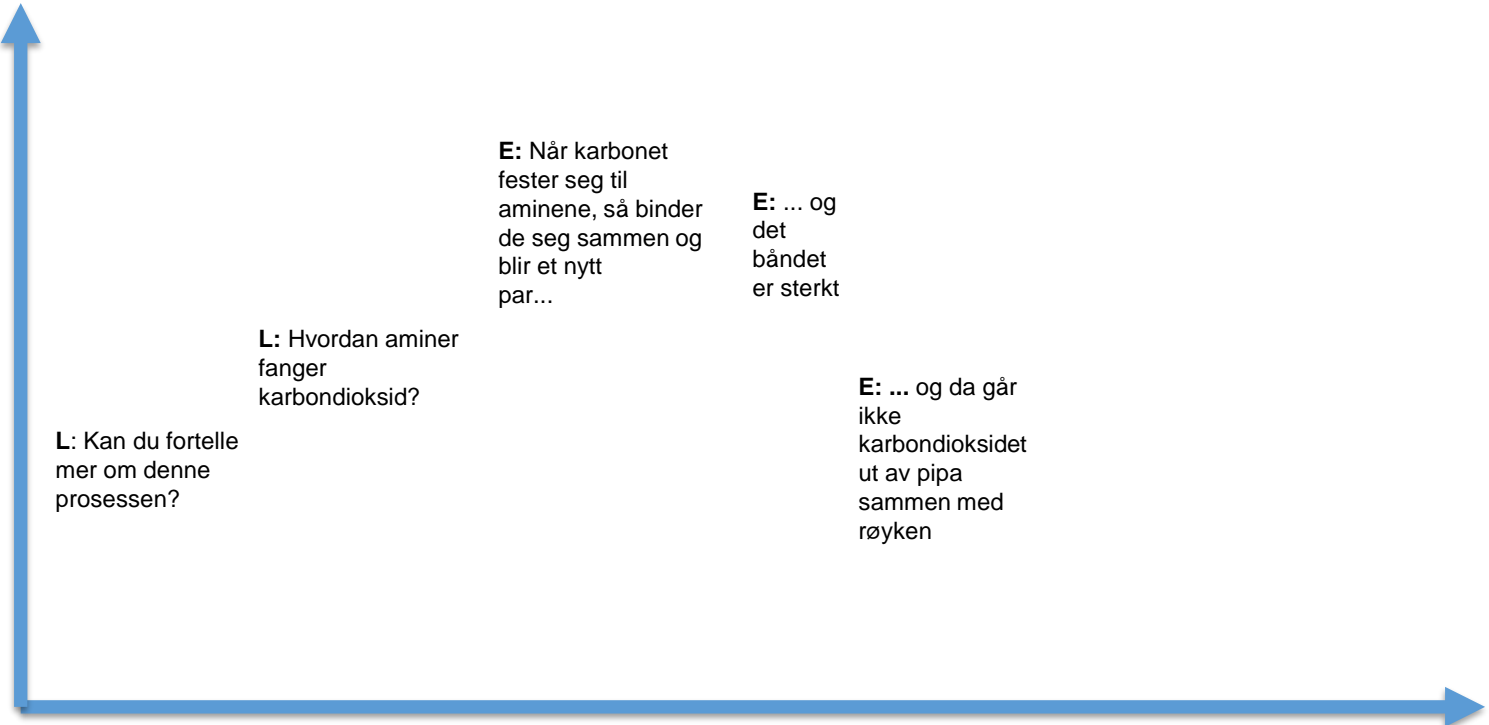 L: Kan du fortelle
mer om denne
prosessen?
L: Hvordan aminer
fanger
karbondioksid?
E: Når karbonet
fester seg til
aminene, så binder
de seg sammen og
blir et nytt
par...
E: ... og
det
båndet
er sterkt
E: ... og da går
ikke
karbondioksidet
ut av pipa
sammen med
røyken